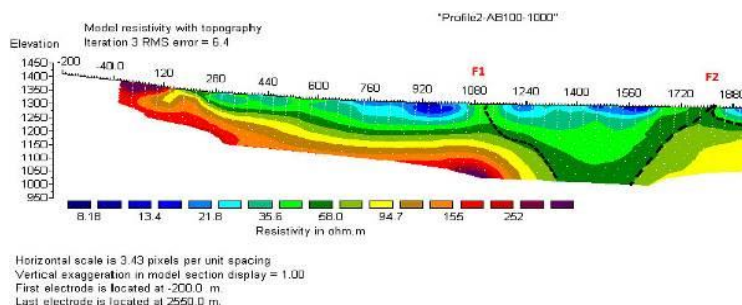 "Profile2-AB100-1000"
Model resistivity with topography
Iteration 3 RMS error = 6.4
Elevation
-200 -40.0 120 280 440 600 760 920 1080 1240 1400 1560 1720 1880
F1 F2
1450
1400
1350
1300
1250
1200
1150
1100
1050
1000
950
8.18 13.4 21.8 35.6 58.0 94.7 155 252
Resistivity in ohm.m
Horizontal scale is 3.43 pixels per unit spacing
Vertical exaggeration in model section display = 1.00
First electrode is located at -200.0 m.
Last electrode is located at 2550.0 m.